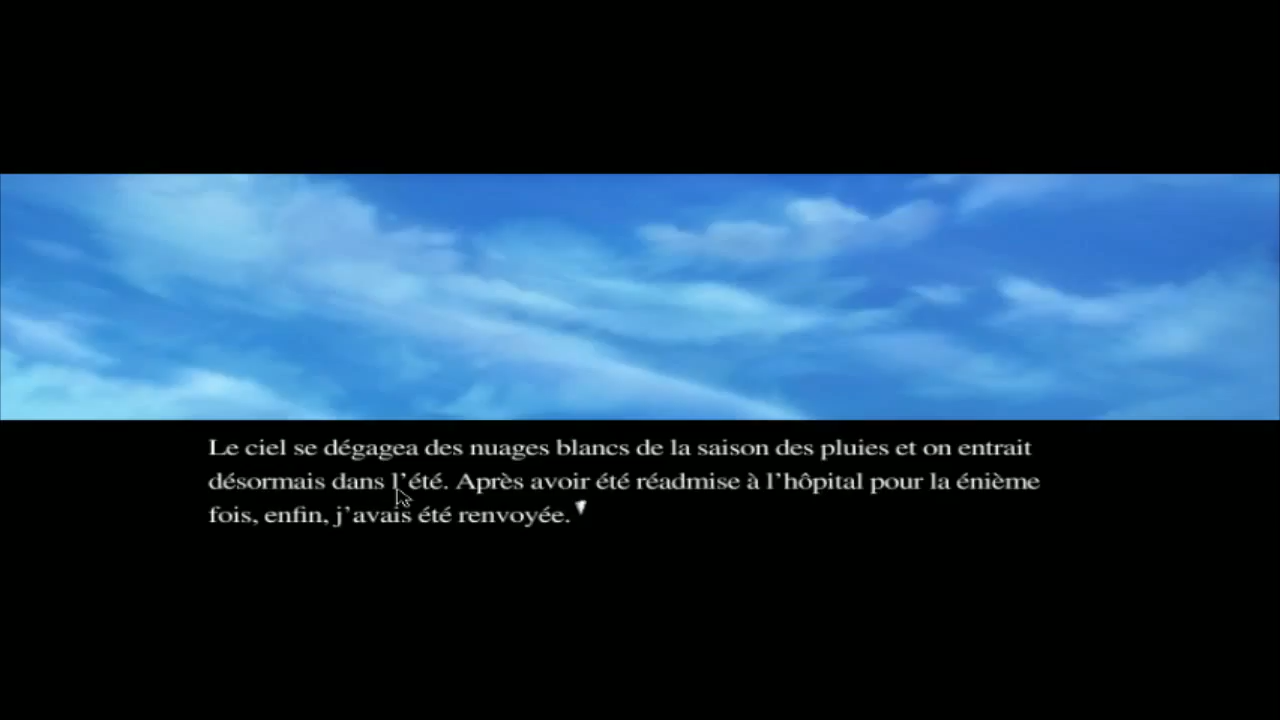 Le ciel se dégagea des nuages blancs de la saison des pluies et on entrait
désormais dans l'été. Après avoir été réadmise à l'hôpital pour la énième
fois, enfin, j'avais été renvoyée.